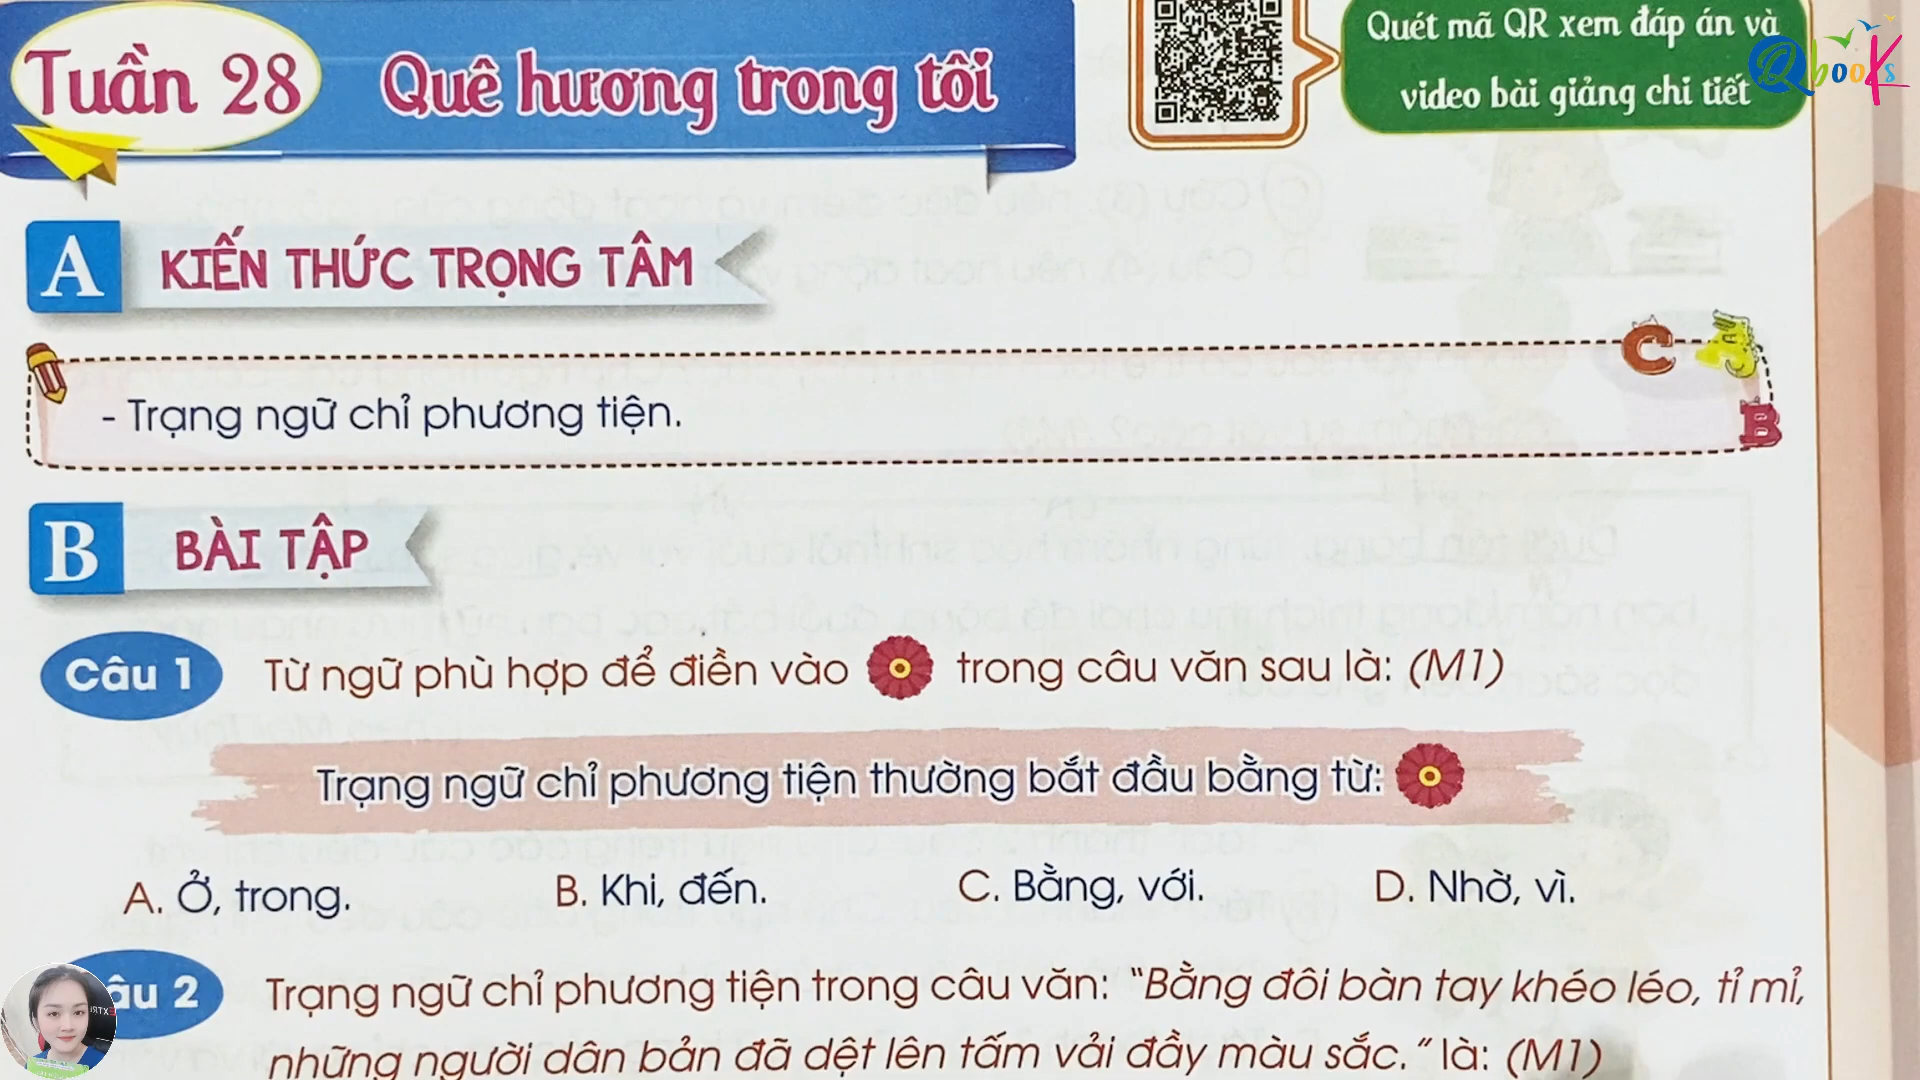 Tuần 28 Quê hương trong tôi
Quét mã QR xem đáp án và
video bài giảng chi tiết
Qbooks
A KIẾN THỨC TRỌNG TÂM
C A
B
- Trạng ngữ chỉ phương tiện.
B BÀI TẬP
Câu 1 Từ ngữ phù hợp để điền vào trong câu văn sau là: (M1)
Trạng ngữ chỉ phương tiện thường bắt đầu bằng từ:
A. Ở, trong. B. Khi, đến. C. Bằng, với. D. Nhờ, vì.
âu 2 Trạng ngữ chỉ phương tiện trong câu văn: “Bằng đôi bàn tay khéo léo, tỉ mỉ,
những người dân bản đã dệt lên tấm vải đầy màu sắc.” là: (M1)